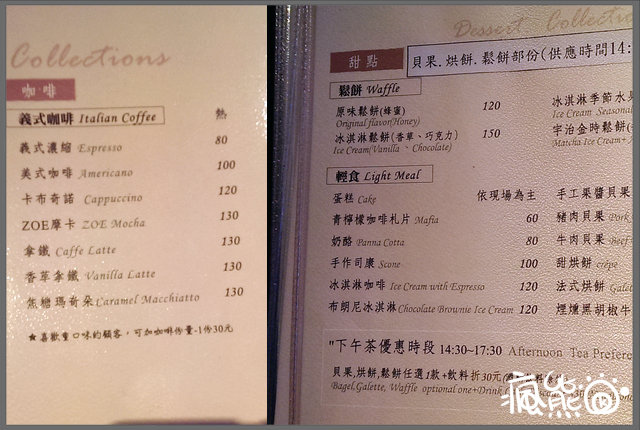 Collections
咖啡
義式咖啡 Italian Coffee 熱
義式濃縮 Espresso 80
美式咖啡 Americano 100
卡布奇諾 Cappuccino 120
ZOE摩卡 ZOE Mocha 130
拿鐵 Caffe Latte 130
香草拿鐵 Vanilla Latte 130
焦糖瑪奇朵 Caramel Macchiatto 130
★喜歡重口味的顧客，可加咖啡份量-1份30元
Dessert Collection
甜點 貝果.烘餅.鬆餅部份(供應時間14:
鬆餅 Waffle
原味鬆餅(蜂蜜) 120 冰淇淋季節水
Original flavor(Honey) Ice Cream Seasonal
冰淇淋鬆餅(香草、巧克力) 150 宇治金時鬆餅(
Ice Cream(Vanilla、Chocolate) Matcha Ice Cream+
輕食 Light Meal
蛋糕 Cake 依現場為主 手工果醬貝果
青檸檬咖啡札片 Mafia 60 豬肉貝果 Pork
奶酪 Panna Cotta 80 牛肉貝果 Beef
手作司康 Scone 100 甜烘餅 crêpe
冰淇淋咖啡 Ice Cream with Espresso 120 法式烘餅 Galet
布朗尼冰淇淋 Chocolate Brownie Ice Cream 120 煙燻黑胡椒牛
"下午茶優惠時段 14:30~17:30 Afternoon Tea Prefere
貝果,烘餅,鬆餅任選1款+飲料折30元
Bagel,Galette, Waffle optional one+Drink
瘋熊